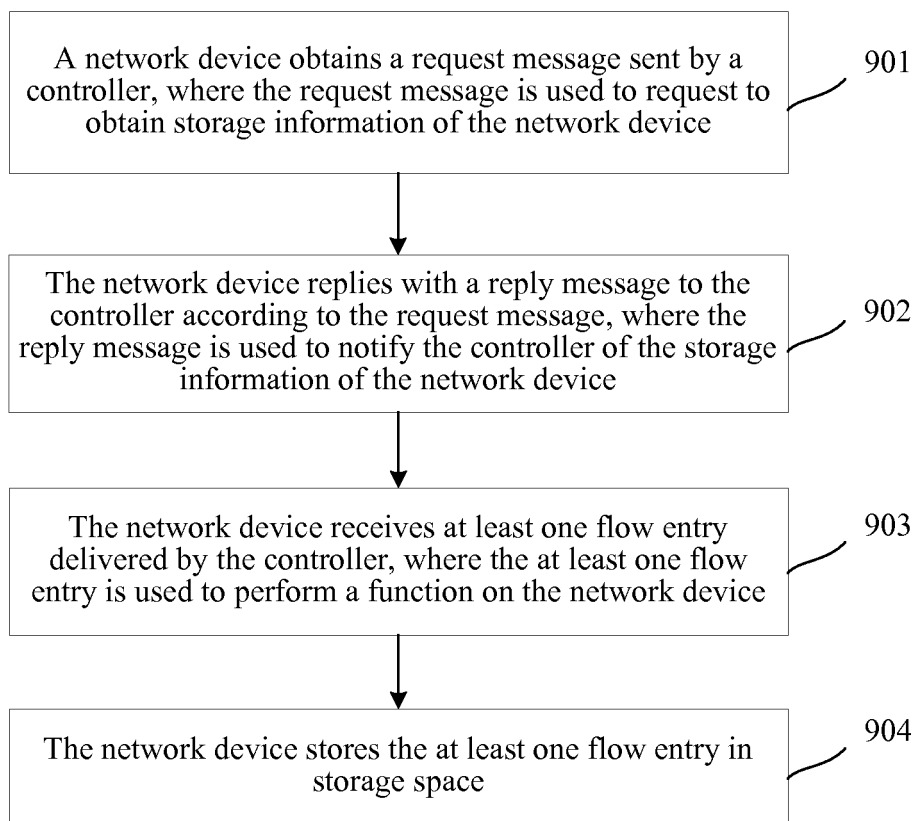 A network device obtains a request message sent by a
controller, where the request message is used to request to
obtain storage information of the network device
901
The network device replies with a reply message to the
controller according to the request message, where the
reply message is used to notify the controller of the storage
information of the network device
902
The network device receives at least one flow entry
delivered by the controller, where the at least one flow
entry is used to perform a function on the network device
903
The network device stores the at least one flow entry in
storage space
904